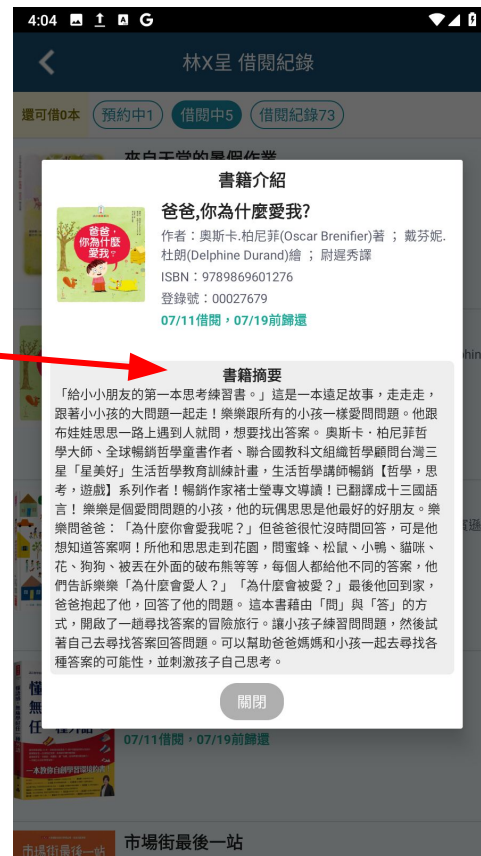 4:04
林X呈 借閱紀錄
還可借0本
預約中1
借閱中5
借閱紀錄73
來自天堂的暑假作業
書籍介紹
爸爸,你為什麼愛我?
作者：奧斯卡.柏尼菲(Oscar Brenifier)著 ； 戴芬妮.
杜朗(Delphine Durand)繪 ； 尉遲秀譯
ISBN：9789869601276
登錄號：00027679
07/11借閱，07/19前歸還
爸爸，
你為什麼
愛我？
書籍摘要
「給小小朋友的第一本思考練習書。」這是一本遠足故事，走走走，
跟著小小孩的大問題一起走！樂樂跟所有的小孩一樣愛問問題。他跟
布娃娃思思一路上遇到人就問，想要找出答案。 奧斯卡．柏尼菲哲
學大師、全球暢銷哲學童書作者、聯合國教科文組織哲學顧問台灣三
星「星美好」生活哲學教育訓練計畫，生活哲學講師暢銷【哲學，思
考，遊戲】系列作者！暢銷作家褚士瑩專文導讀！已翻譯成十三國語
言！ 樂樂是個愛問問題的小孩，他的玩偶思思是他最好的好朋友。樂
樂問爸爸：「為什麼你會愛我呢？」但爸爸很忙沒時間回答，可是他
想知道答案啊！所他和思思走到花園，問蜜蜂、松鼠、小鴨、貓咪、
花、狗狗、被丟在外面的破布熊等等，每個人都給他不同的答案，他
們告訴樂樂「為什麼會愛人？」「為什麼會被愛？」最後他回到家，
爸爸抱起了他，回答了他的問題。 這本書藉由「問」與「答」的方
式，開啟了一趟尋找答案的冒險旅行。讓小孩子練習問問題，然後試
著自己去尋找答案回答問題。可以幫助爸爸媽媽和小孩一起去尋找各
種答案的可能性，並刺激孩子自己思考。
關閉
07/11借閱，07/19前歸還
市場街最後一站
市場街最後一站